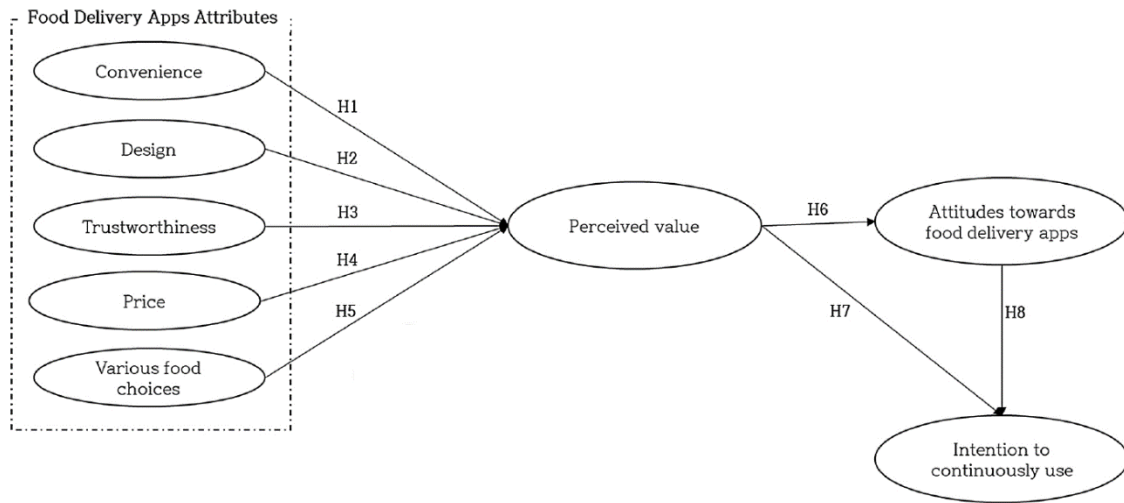 Food Delivery Apps Attributes
Convenience
Design
Trustworthiness
Price
Various food
choices
H1
H2
H3
H4
H5
Perceived value
H6
H7
H8
Attitudes towards
food delivery apps
Intention to
continuously use